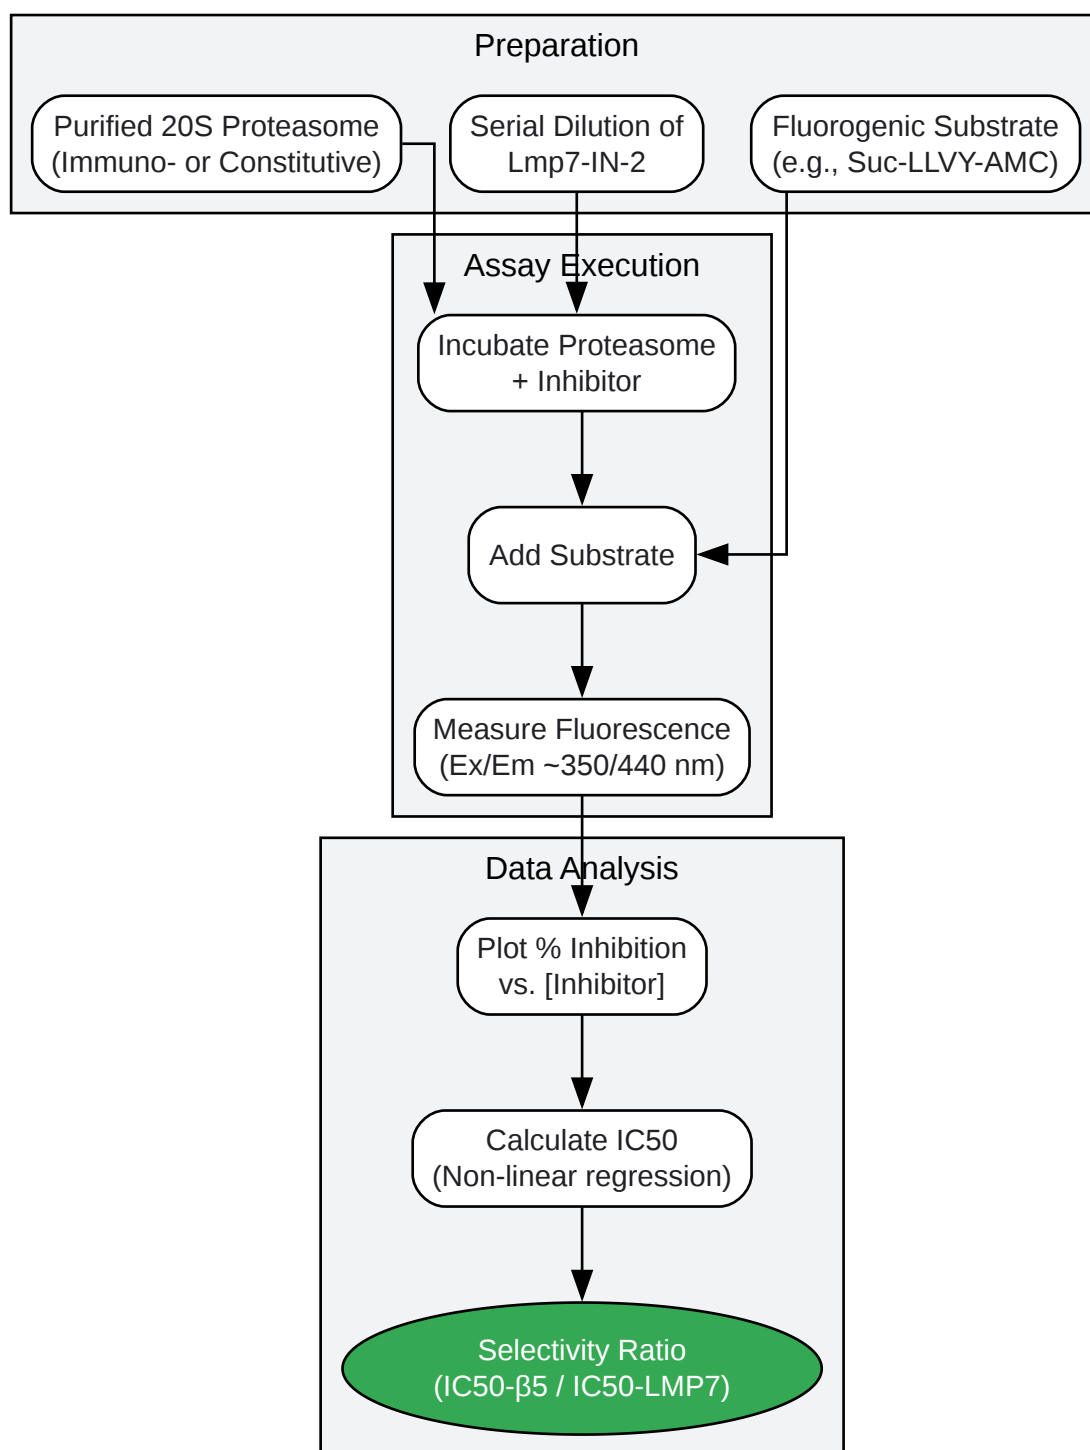 Preparation
Purified 20S Proteasome
(Immuno- or Constitutive)
Serial Dilution of
Lmp7-IN-2
Fluorogenic Substrate
(e.g., Suc-LLVY-AMC)
Assay Execution
Incubate Proteasome
+ Inhibitor
Add Substrate
Measure Fluorescence
(Ex/Em ~350/440 nm)
Data Analysis
Plot % Inhibition
vs. [Inhibitor]
Calculate IC50
(Non-linear regression)
Selectivity Ratio
(IC50-β5 / IC50-LMP7)